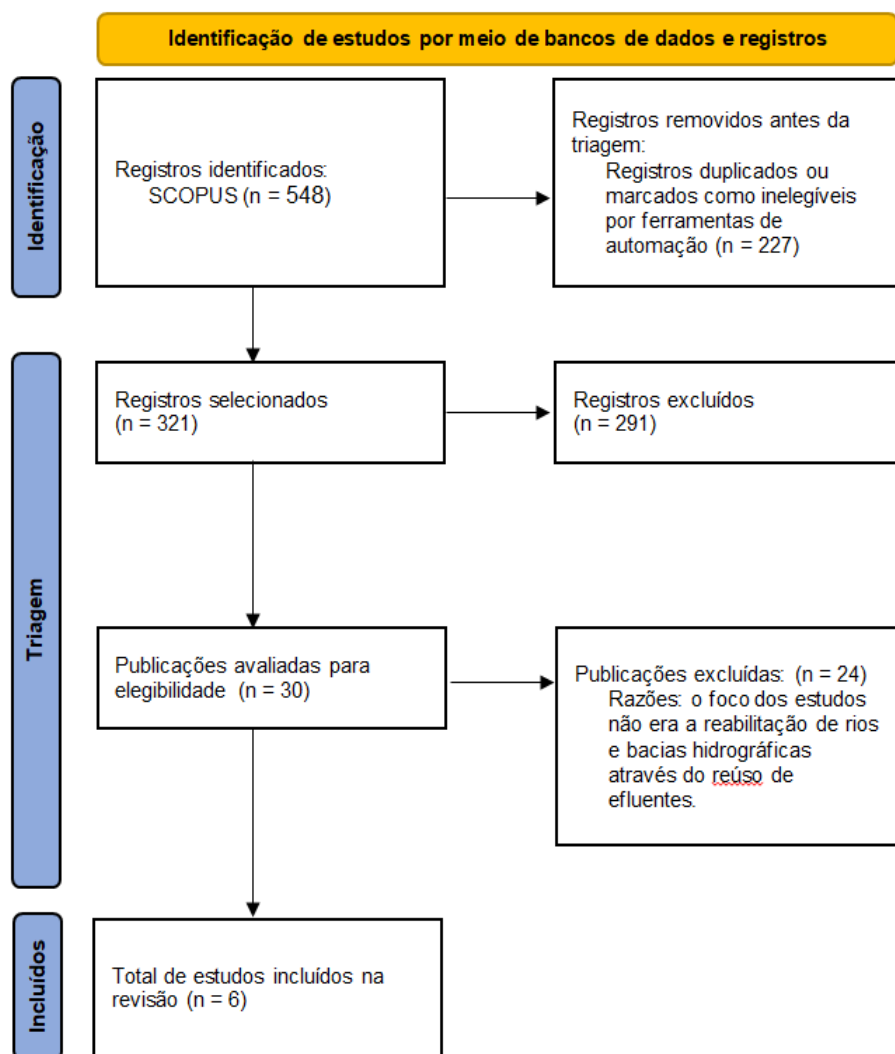 Identificação de estudos por meio de bancos de dados e registros
Identificação
Registros identificados:
SCOPUS (n = 548)
Registros removidos antes da
triagem:
Registros duplicados ou
marcados como inelegíveis
por ferramentas de
automação (n = 227)
Triagem
Registros selecionados
(n = 321)
Registros excluídos
(n = 291)
Publicações avaliadas para
elegibilidade (n = 30)
Publicações excluídas: (n = 24)
Razões: o foco dos estudos
não era a reabilitação de rios
e bacias hidrográficas
através do reúso de
efluentes.
Incluídos
Total de estudos incluídos na
revisão (n = 6)